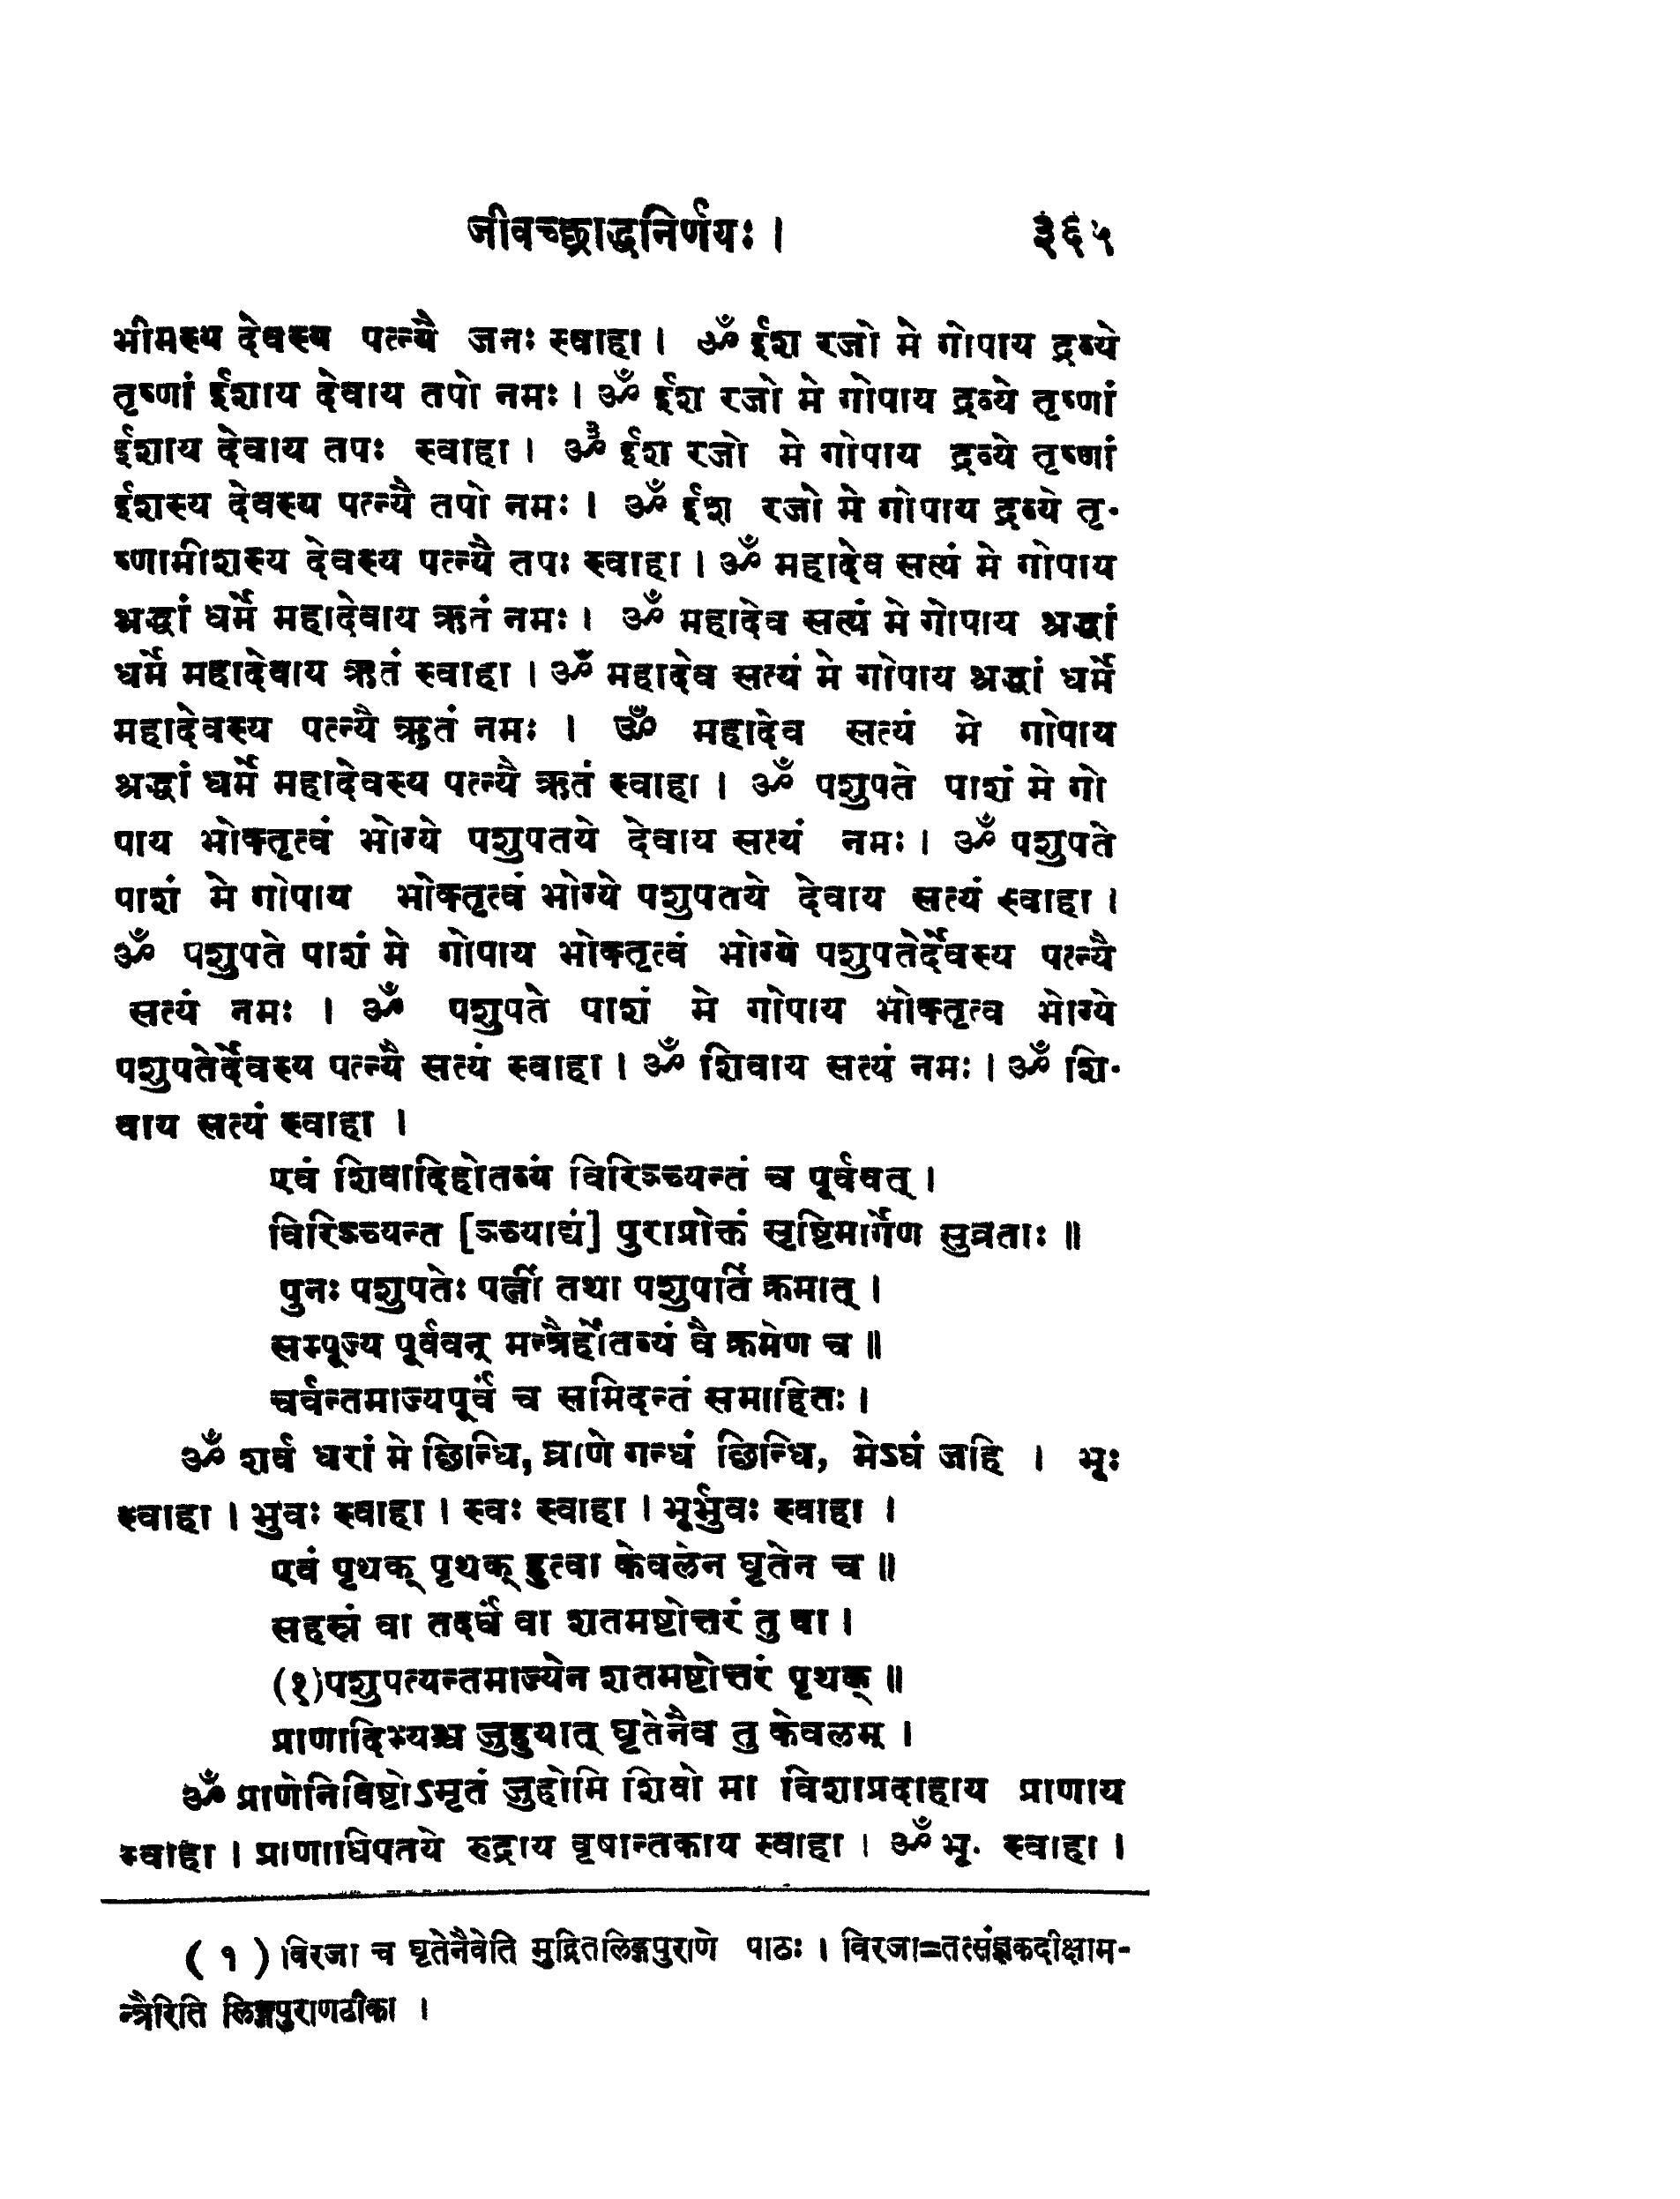 जीवच्छ्राद्धनिर्णयः । ३६५
भीमस्य देवस्य पत्न्यै जनः स्वाहा । ॐ ईश रजो मे गोपाय द्रव्ये
तृष्णां ईशाय देवाय तपो नमः । ॐ ईश रजो मे गोपाय द्रव्ये तृष्णां
ईशाय देवाय तपः स्वाहा । ॐ ईश रजो मे गोपाय द्रव्ये तृष्णां
ईशस्य देवस्य पत्न्यै तपो नमः । ॐ ईश रजो मे गोपाय द्रव्ये तृ-
ष्णामीशस्य देवस्य पत्न्यै तपः स्वाहा । ॐ महादेव सत्यं मे गोपाय
श्रद्धां धर्मे महादेवाय ऋतं नमः । ॐ महादेव सत्यं मे गोपाय श्रद्धां
धर्मे महादेवाय ऋतं स्वाहा । ॐ महादेव सत्यं मे गोपाय श्रद्धां धर्मे
महादेवस्य पत्न्यै ऋतं नमः । ॐ महादेव सत्यं मे गोपाय
श्रद्धां धर्मे महादेवस्य पत्न्यै ऋतं स्वाहा । ॐ पशुपते पाशं मे गो
पाय भोक्तृत्वं भोग्ये पशुपतये देवाय सत्यं नमः । ॐ पशुपते
पाशं मे गोपाय भोक्तृत्वं भोग्ये पशुपतये देवाय सत्यं स्वाहा ।
ॐ पशुपते पाशं मे गोपाय भोक्तृत्वं भोग्ये पशुपतेर्देवस्य पत्न्यै
सत्यं नमः । ॐ पशुपते पाशं मे गोपाय भोक्तृत्व भोग्ये
पशुपतेर्देवस्य पत्न्यै सत्यं स्वाहा । ॐ शिवाय सत्यं नमः । ॐ शि-
वाय सत्यं स्वाहा ।
एवं शिवादिहोतव्यं विरिञ्च्यन्तं च पूर्ववत् ।
विरिञ्च्यन्त [ञ्च्याद्यं] पुराप्रोक्तं सृष्टिमार्गेण सुव्रताः ॥
पुनः पशुपतेः पत्नीं तथा पशुपतिं क्रमात् ।
सम्पूज्य पूर्ववन् मन्त्रैर्होतव्यं वै क्रमेण च ॥
चर्वन्तमाज्यपूर्वं च समिदन्तं समाहितः ।
ॐ शर्व धरां मे छिन्धि, घ्राणे गन्धं छिन्धि, मेऽघं जहि । भूः
स्वाहा । भुवः स्वाहा । स्वः स्वाहा । भूर्भुवः स्वाहा ।
एवं पृथक् पृथक् हुत्वा केवलेन घृतेन च ॥
सहस्रं वा तदर्धं वा शतमष्टोत्तरं तु वा ।
(१)पशुपत्यन्तमाज्येन शतमष्टोत्तरं पृथक् ॥
प्राणादिभ्यश्च जुहुयात् घृतेनैव तु केवलम् ।
ॐ प्राणेनिविष्टोऽमृतं जुहोमि शिवो मा विशाप्रदाहाय प्राणाय
स्वाहा । प्राणाधिपतये रुद्राय वृषान्तकाय स्वाहा । ॐ भू. स्वाहा ।
( १ ) विरजा च घृतेनैवेति मुद्रितलिङ्गपुराणे पाठः । विरजा=तत्संज्ञकदीक्षाम-
न्त्रैरिति लिङ्गपुराणटीका ।